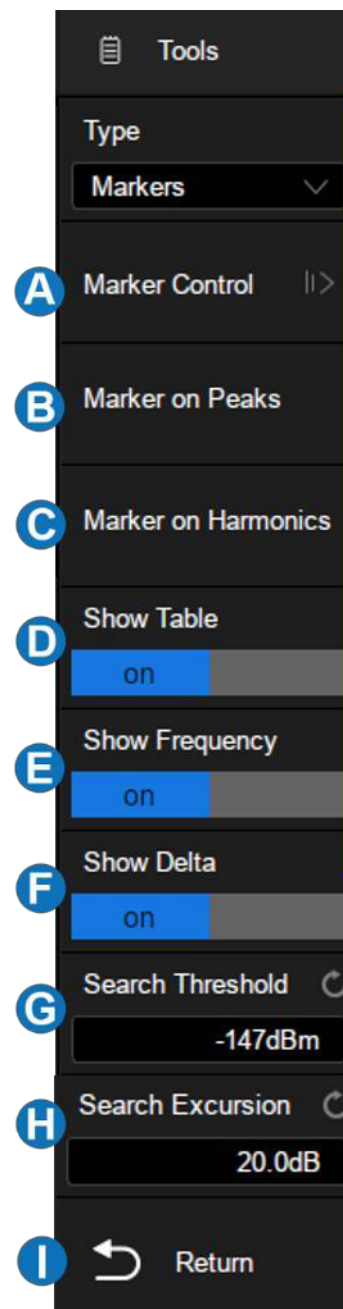 Tools
Type
Markers
A Marker Control
B Marker on Peaks
C Marker on Harmonics
D Show Table
on
E Show Frequency
on
F Show Delta
on
G Search Threshold
-147dBm
H Search Excursion
20.0dB
I Return